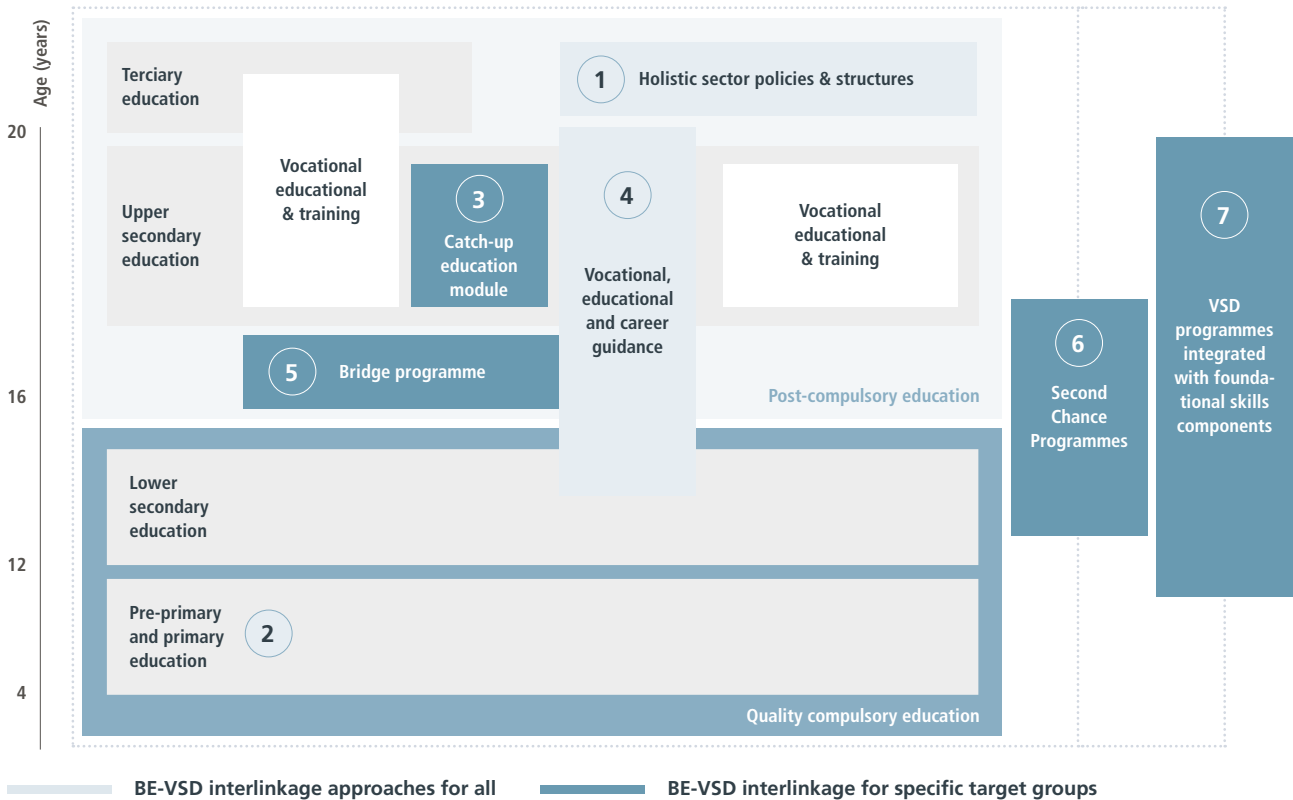 Age (years)
20
16
12
4
Terciary
education
1
Holistic sector policies & structures
Upper
secondary
education
Vocational
educational
& training
3
Catch-up
education
module
4
Vocational,
educational
and career
guidance
Vocational
educational
& training
5
Bridge programme
Post-compulsory education
Lower
secondary
education
Pre-primary
and primary
education
2
Quality compulsory education
6
Second
Chance
Programmes
7
VSD
programmes
integrated
with founda-
tional skills
components
BE-VSD interlinkage approaches for all
BE-VSD interlinkage for specific target groups